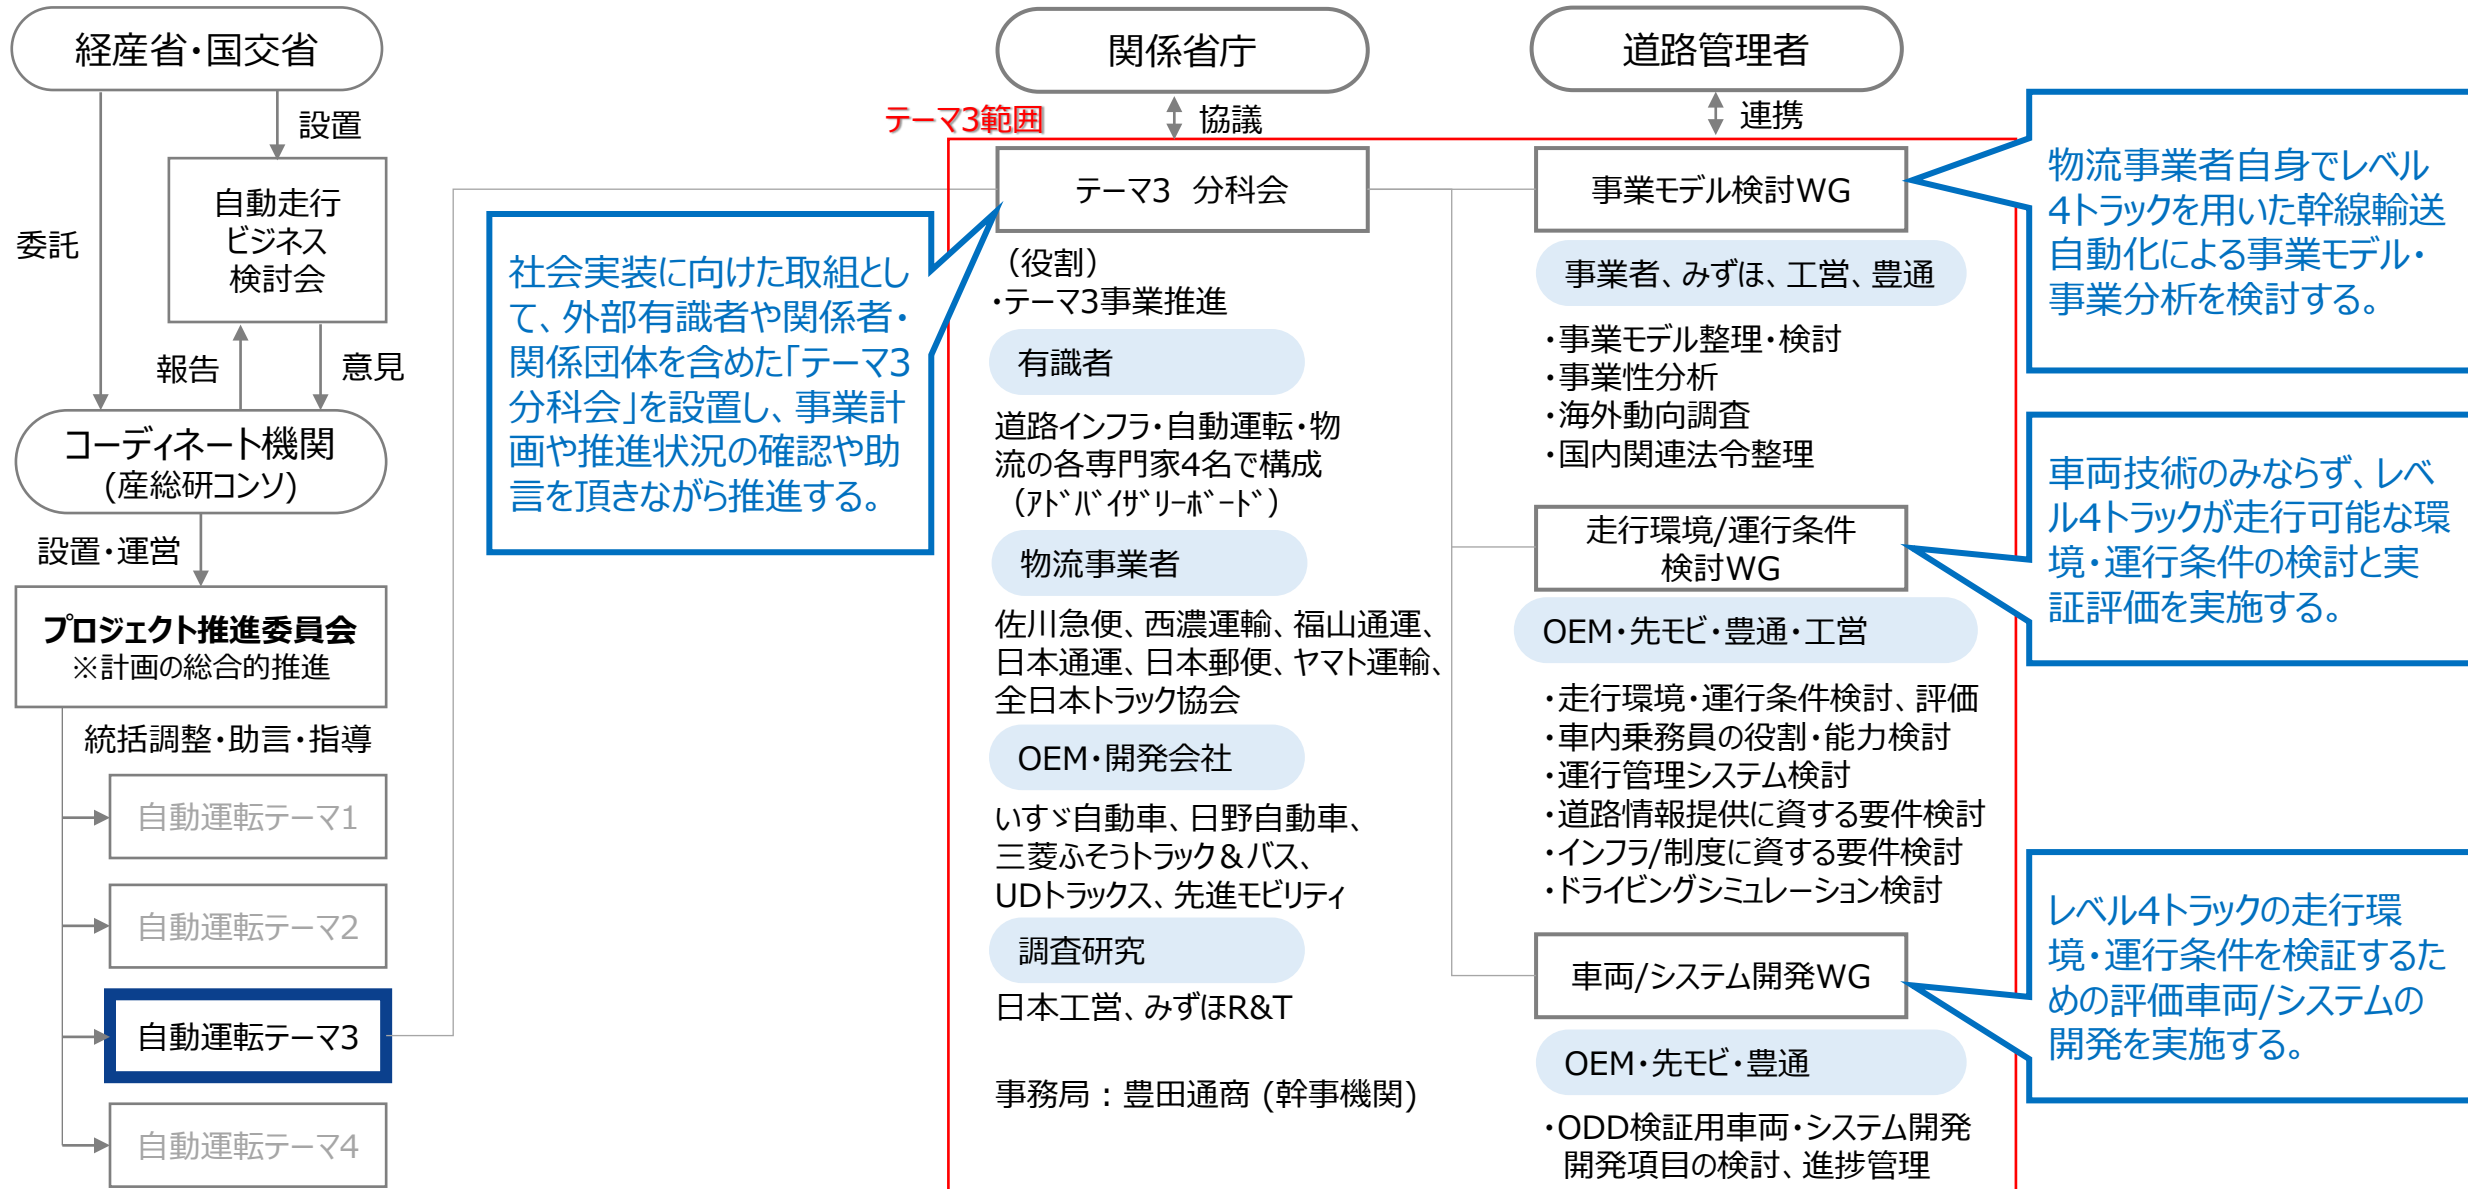 経産省・国交省
設置
委託
自動走行
ビジネス
検討会
報告
意見
コーディネート機関
(産総研コンソ)
設置・運営
プロジェクト推進委員会
※計画の総合的推進
統括調整・助言・指導
自動運転テーマ1
自動運転テーマ2
自動運転テーマ3
自動運転テーマ4
社会実装に向けた取組とし
て、外部有識者や関係者・
関係団体を含めた「テーマ3
分科会」を設置し、事業計
画や推進状況の確認や助
言を頂きながら推進する。
関係省庁
協議
テーマ3範囲
テーマ3 分科会
（役割）
・テーマ3事業推進
有識者
道路インフラ・自動運転・物
流の各専門家4名で構成
（ｱﾄﾞﾊﾞｲｻﾞﾘｰﾎﾞｰﾄﾞ）
物流事業者
佐川急便、西濃運輸、福山通運、
日本通運、日本郵便、ヤマト運輸、
全日本トラック協会
OEM・開発会社
いすゞ自動車、日野自動車、
三菱ふそうトラック＆バス、
UDトラックス、先進モビリティ
調査研究
日本工営、みずほR&T
事務局：豊田通商 (幹事機関)
道路管理者
連携
事業モデル検討WG
事業者、みずほ、工営、豊通
・事業モデル整理・検討
・事業性分析
・海外動向調査
・国内関連法令整理
走行環境/運行条件
検討WG
OEM・先モビ・豊通・工営
・走行環境・運行条件検討、評価
・車内乗務員の役割・能力検討
・運行管理システム検討
・道路情報提供に資する要件検討
・インフラ/制度に資する要件検討
・ドライビングシミュレーション検討
車両/システム開発WG
OEM・先モビ・豊通
・ODD検証用車両・システム開発
開発項目の検討、進捗管理
物流事業者自身でレベル
4トラックを用いた幹線輸送
自動化による事業モデル・
事業分析を検討する。
車両技術のみならず、レベ
ル4トラックが走行可能な環
境・運行条件の検討と実
証評価を実施する。
レベル4トラックの走行環
境・運行条件を検証するた
めの評価車両/システムの
開発を実施する。